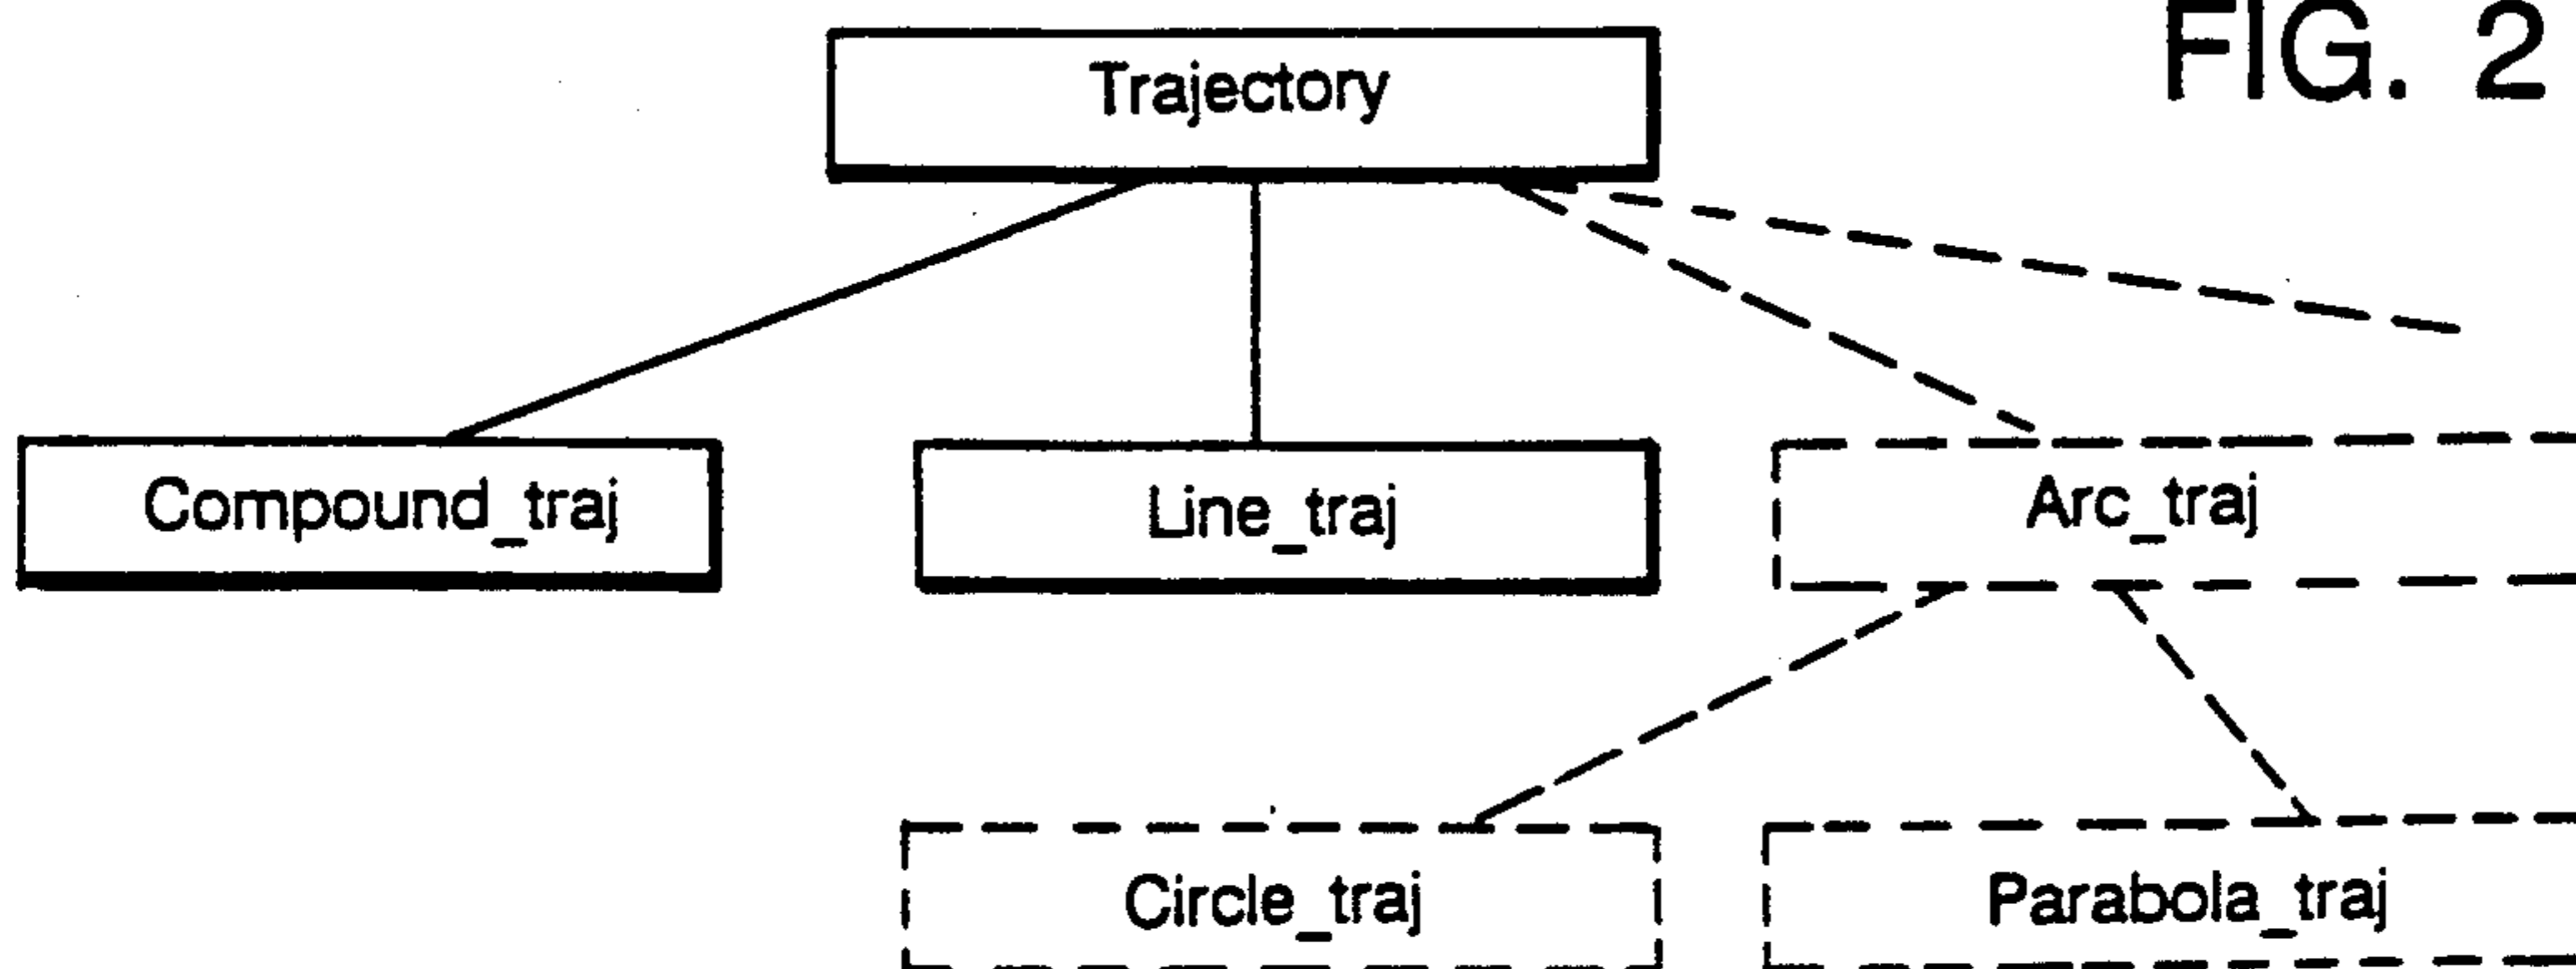 FIG. 2
Trajectory
Compound_traj
Line_traj
Arc_traj
Circle_traj
Parabola_traj